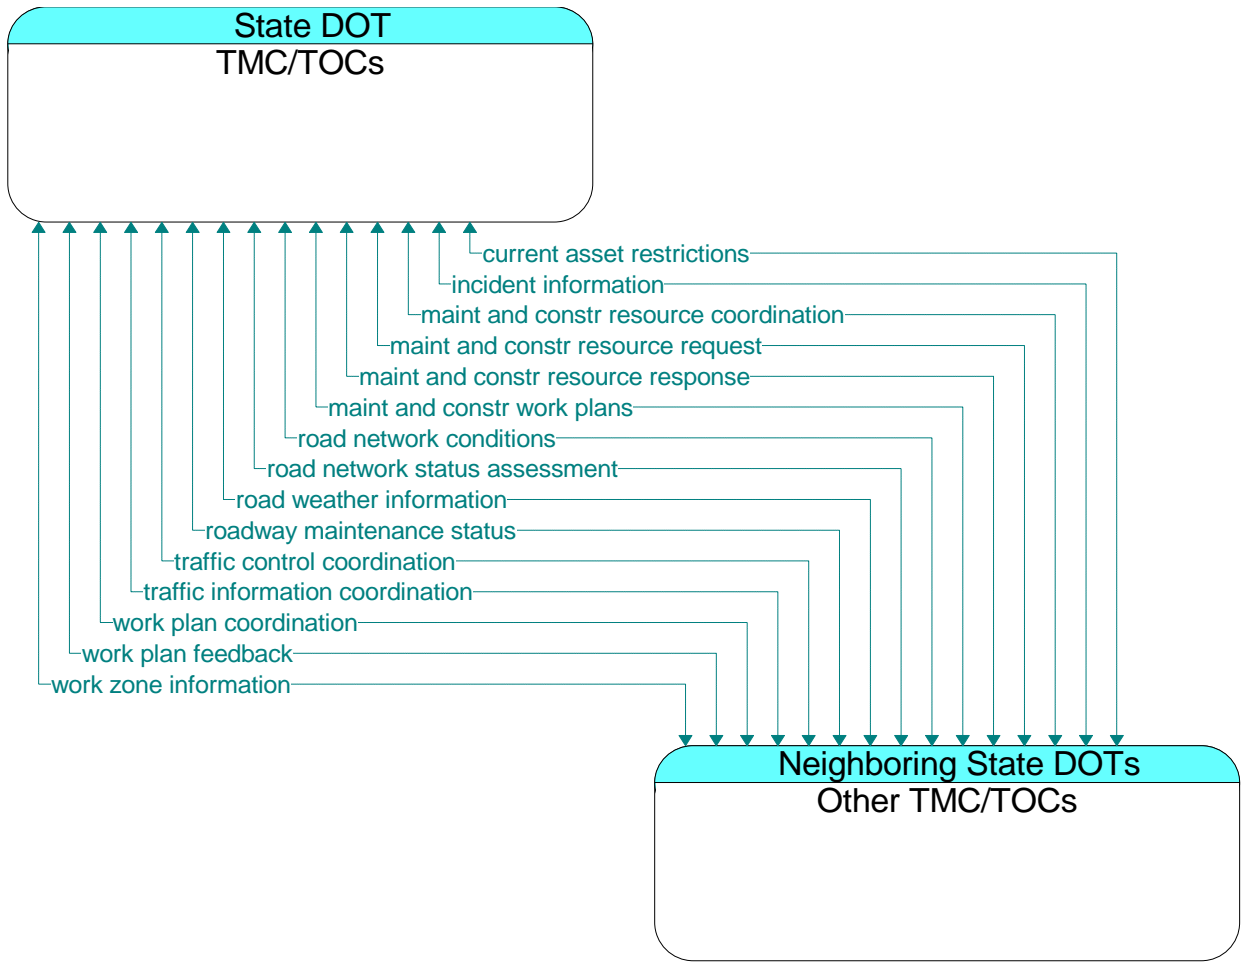 State DOT
TMC/TOCs
current asset restrictions
incident information
maint and constr resource coordination
maint and constr resource request
maint and constr resource response
maint and constr work plans
road network conditions
road network status assessment
road weather information
roadway maintenance status
traffic control coordination
traffic information coordination
work plan coordination
work plan feedback
work zone information
Neighboring State DOTs
Other TMC/TOCs